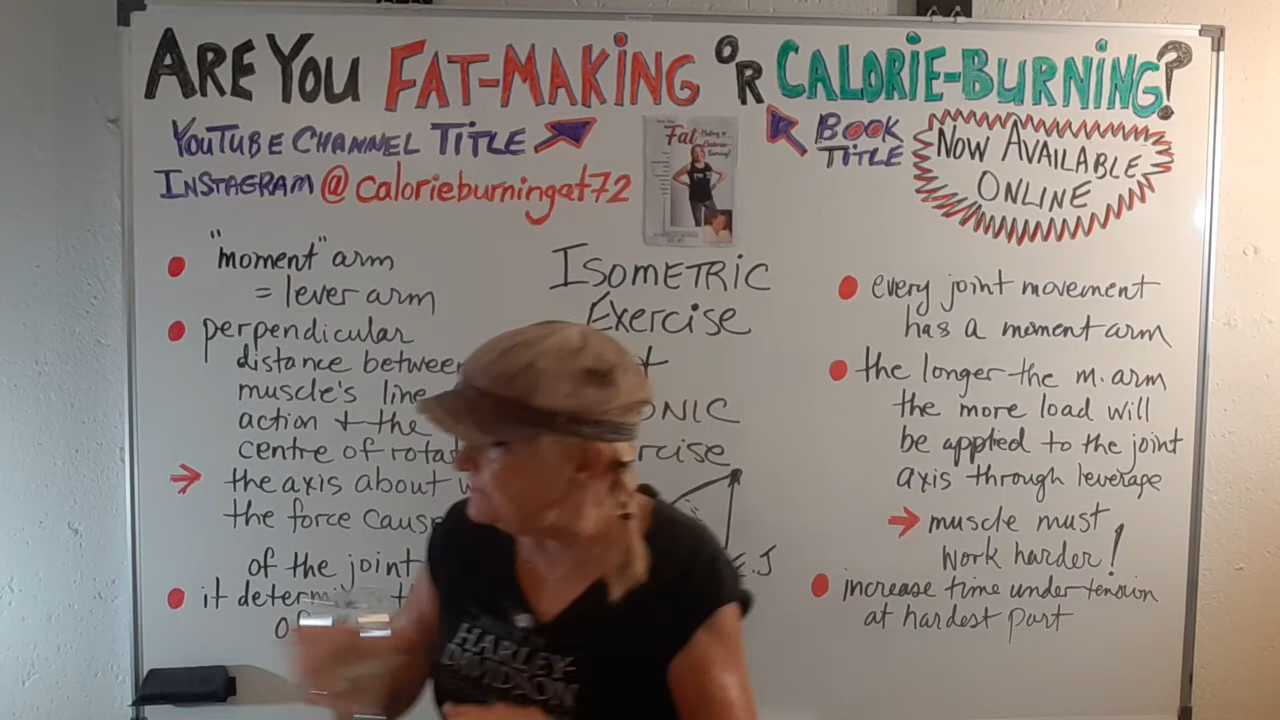 ARE YOU FAT-MAKING OR CALORIE-BURNING?
YOUTUBE CHANNEL TITLE
INSTAGRAM @calorieburningat72
Fat
BOOK
TITLE
NOW AVAILABLE
ONLINE
"moment" arm
= lever arm
perpendicular
distance between
muscle's line
action + the
centre of
the axis about
the force
of the joint
it
ISOMETRIC
Exercise
every joint movement
has a moment arm
the longer the m. arm
the more load will
be applied to the joint
axis through leverage
muscle must
work harder!
increase time under tension
at hardest part
HARLEY-
DAVIDSON